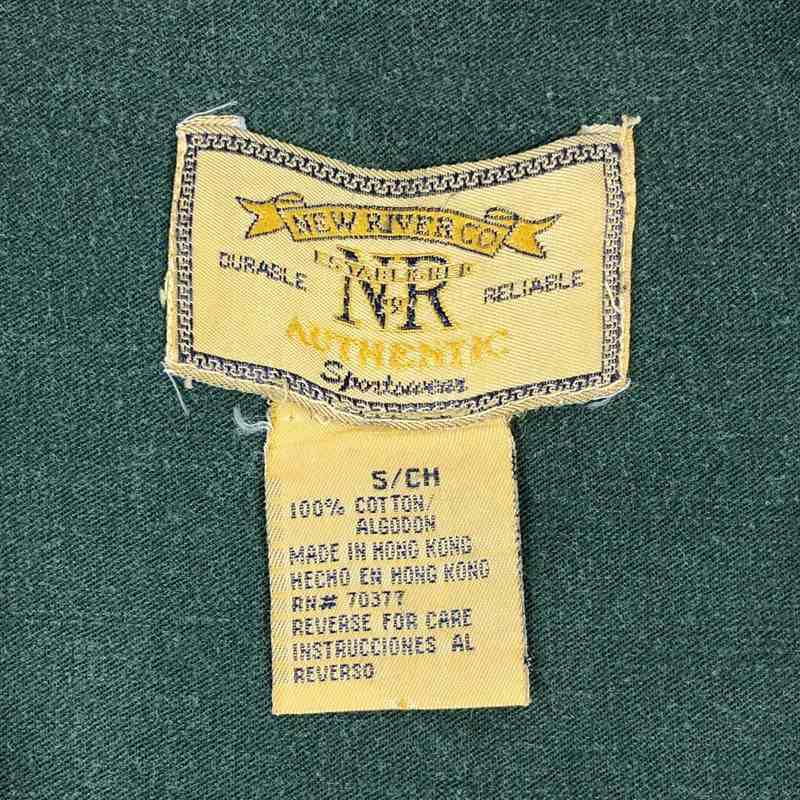 NEW RIVER CO
ESTABLISHED
DURABLE
NR
RELIABLE
AUTHENTIC
Sportswear
S/CH
100% COTTON/
ALGODON
MADE IN HONG KONG
HECHO EN HONG KONG
RN# 70377
REVERSE FOR CARE
INSTRUCCIONES AL
REVERSO